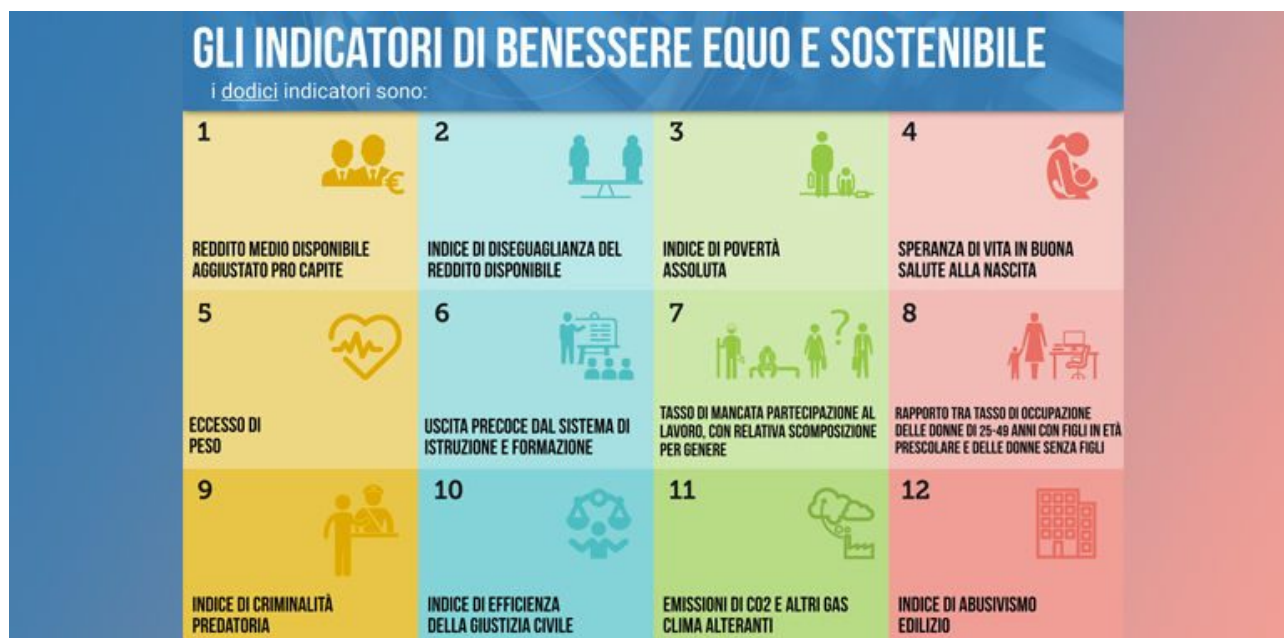 GLI INDICATORI DI BENESSERE EQUO E SOSTENIBILE
i dodici indicatori sono:
1
REDDITO MEDIO DISPONIBILE
AGGIUSTATO PRO CAPITE
2
INDICE DI DISEGUAGLIANZA DEL
REDDITO DISPONIBILE
3
INDICE DI POVERTÀ
ASSOLUTA
4
SPERANZA DI VITA IN BUONA
SALUTE ALLA NASCITA
5
ECCESSO DI
PESO
6
USCITA PRECOCE DAL SISTEMA DI
ISTRUZIONE E FORMAZIONE
7
TASSO DI MANCATA PARTECIPAZIONE AL
LAVORO, CON RELATIVA SCOMPOSIZIONE
PER GENERE
8
RAPPORTO TRA TASSO DI OCCUPAZIONE
DELLE DONNE DI 25-49 ANNI CON FIGLI IN ETÀ
PRESCOLARE E DELLE DONNE SENZA FIGLI
9
INDICE DI CRIMINALITÀ
PREDATORIA
10
INDICE DI EFFICIENZA
DELLA GIUSTIZIA CIVILE
11
EMISSIONI DI CO2 E ALTRI GAS
CLIMA ALTERANTI
12
INDICE DI ABUSIVISMO
EDILIZIO